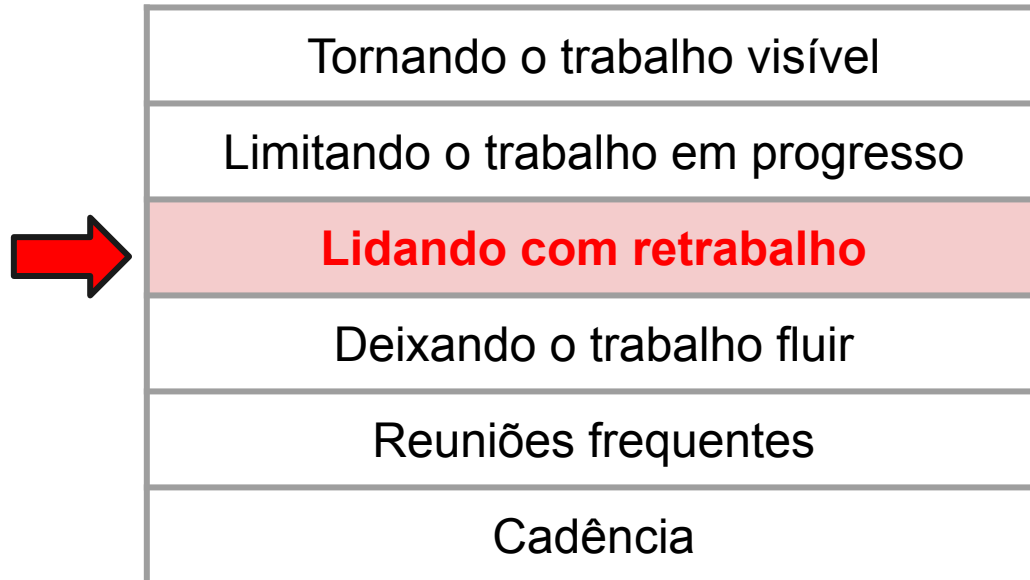 Tornando o trabalho visível
Limitando o trabalho em progresso
Lidando com retrabalho
Deixando o trabalho fluir
Reuniões frequentes
Cadência